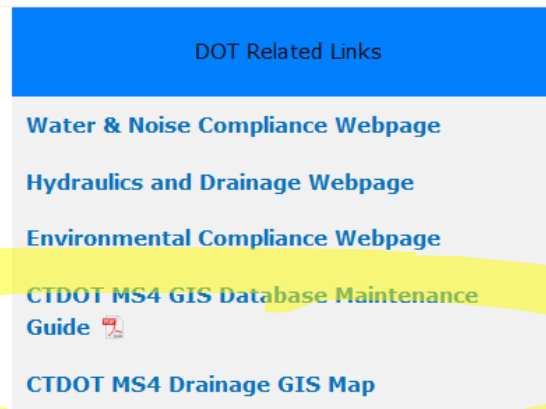 DOT Related Links
Water & Noise Compliance Webpage
Hydraulics and Drainage Webpage
Environmental Compliance Webpage
CTDOT MS4 GIS Database Maintenance
Guide
CTDOT MS4 Drainage GIS Map